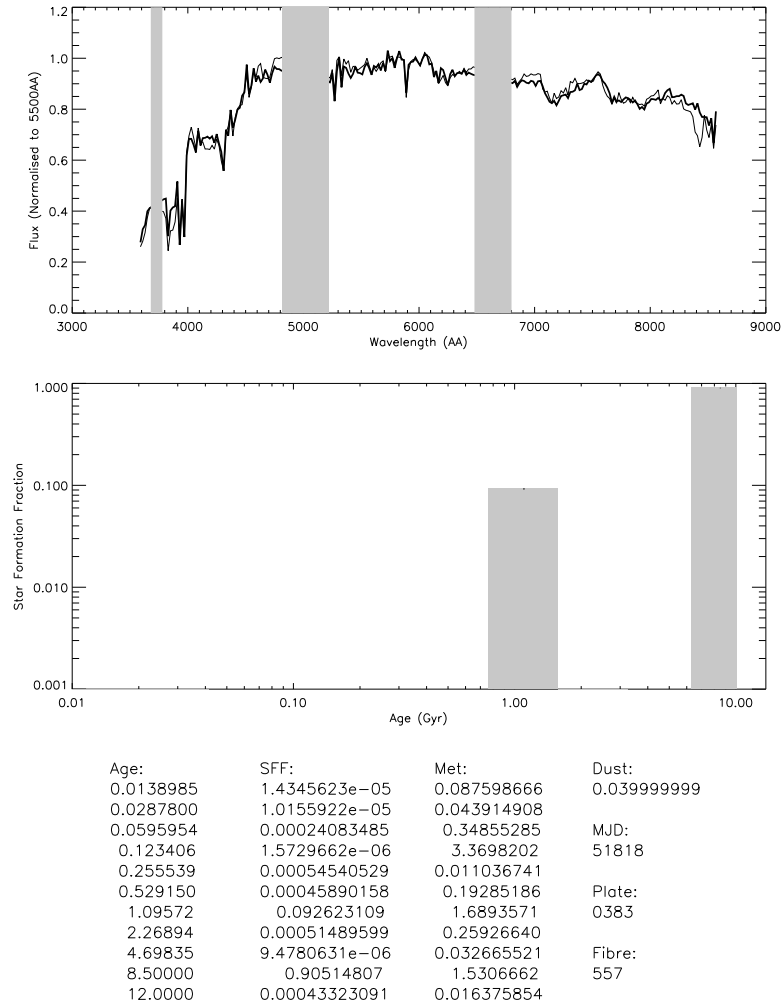 1.2
1.0
0.8
0.6
0.4
0.2
0.0
Flux (Normalised to 5500AA)
3000 4000 5000 6000 7000 8000 9000
Wavelength (AA)
1.000
0.100
0.010
0.001
Star Formation Fraction
0.01 0.10 1.00 10.00
Age (Gyr)
Age: SFF: Met: Dust:
0.0138985 1.4345623e-05 0.087598666 0.039999999
0.0287800 1.0155922e-05 0.043914908
0.0595954 0.00024083485 0.34855285 MJD:
0.123406 1.5729662e-06 3.3698202 51818
0.255539 0.00054540529 0.011036741
0.529150 0.00045890158 0.19285186 Plate:
1.09572 0.092623109 1.6893571 0383
2.26894 0.00051489599 0.25926640
4.69835 9.4780631e-06 0.032665521 Fibre:
8.50000 0.90514807 1.5306662 557
12.0000 0.00043323091 0.016375854